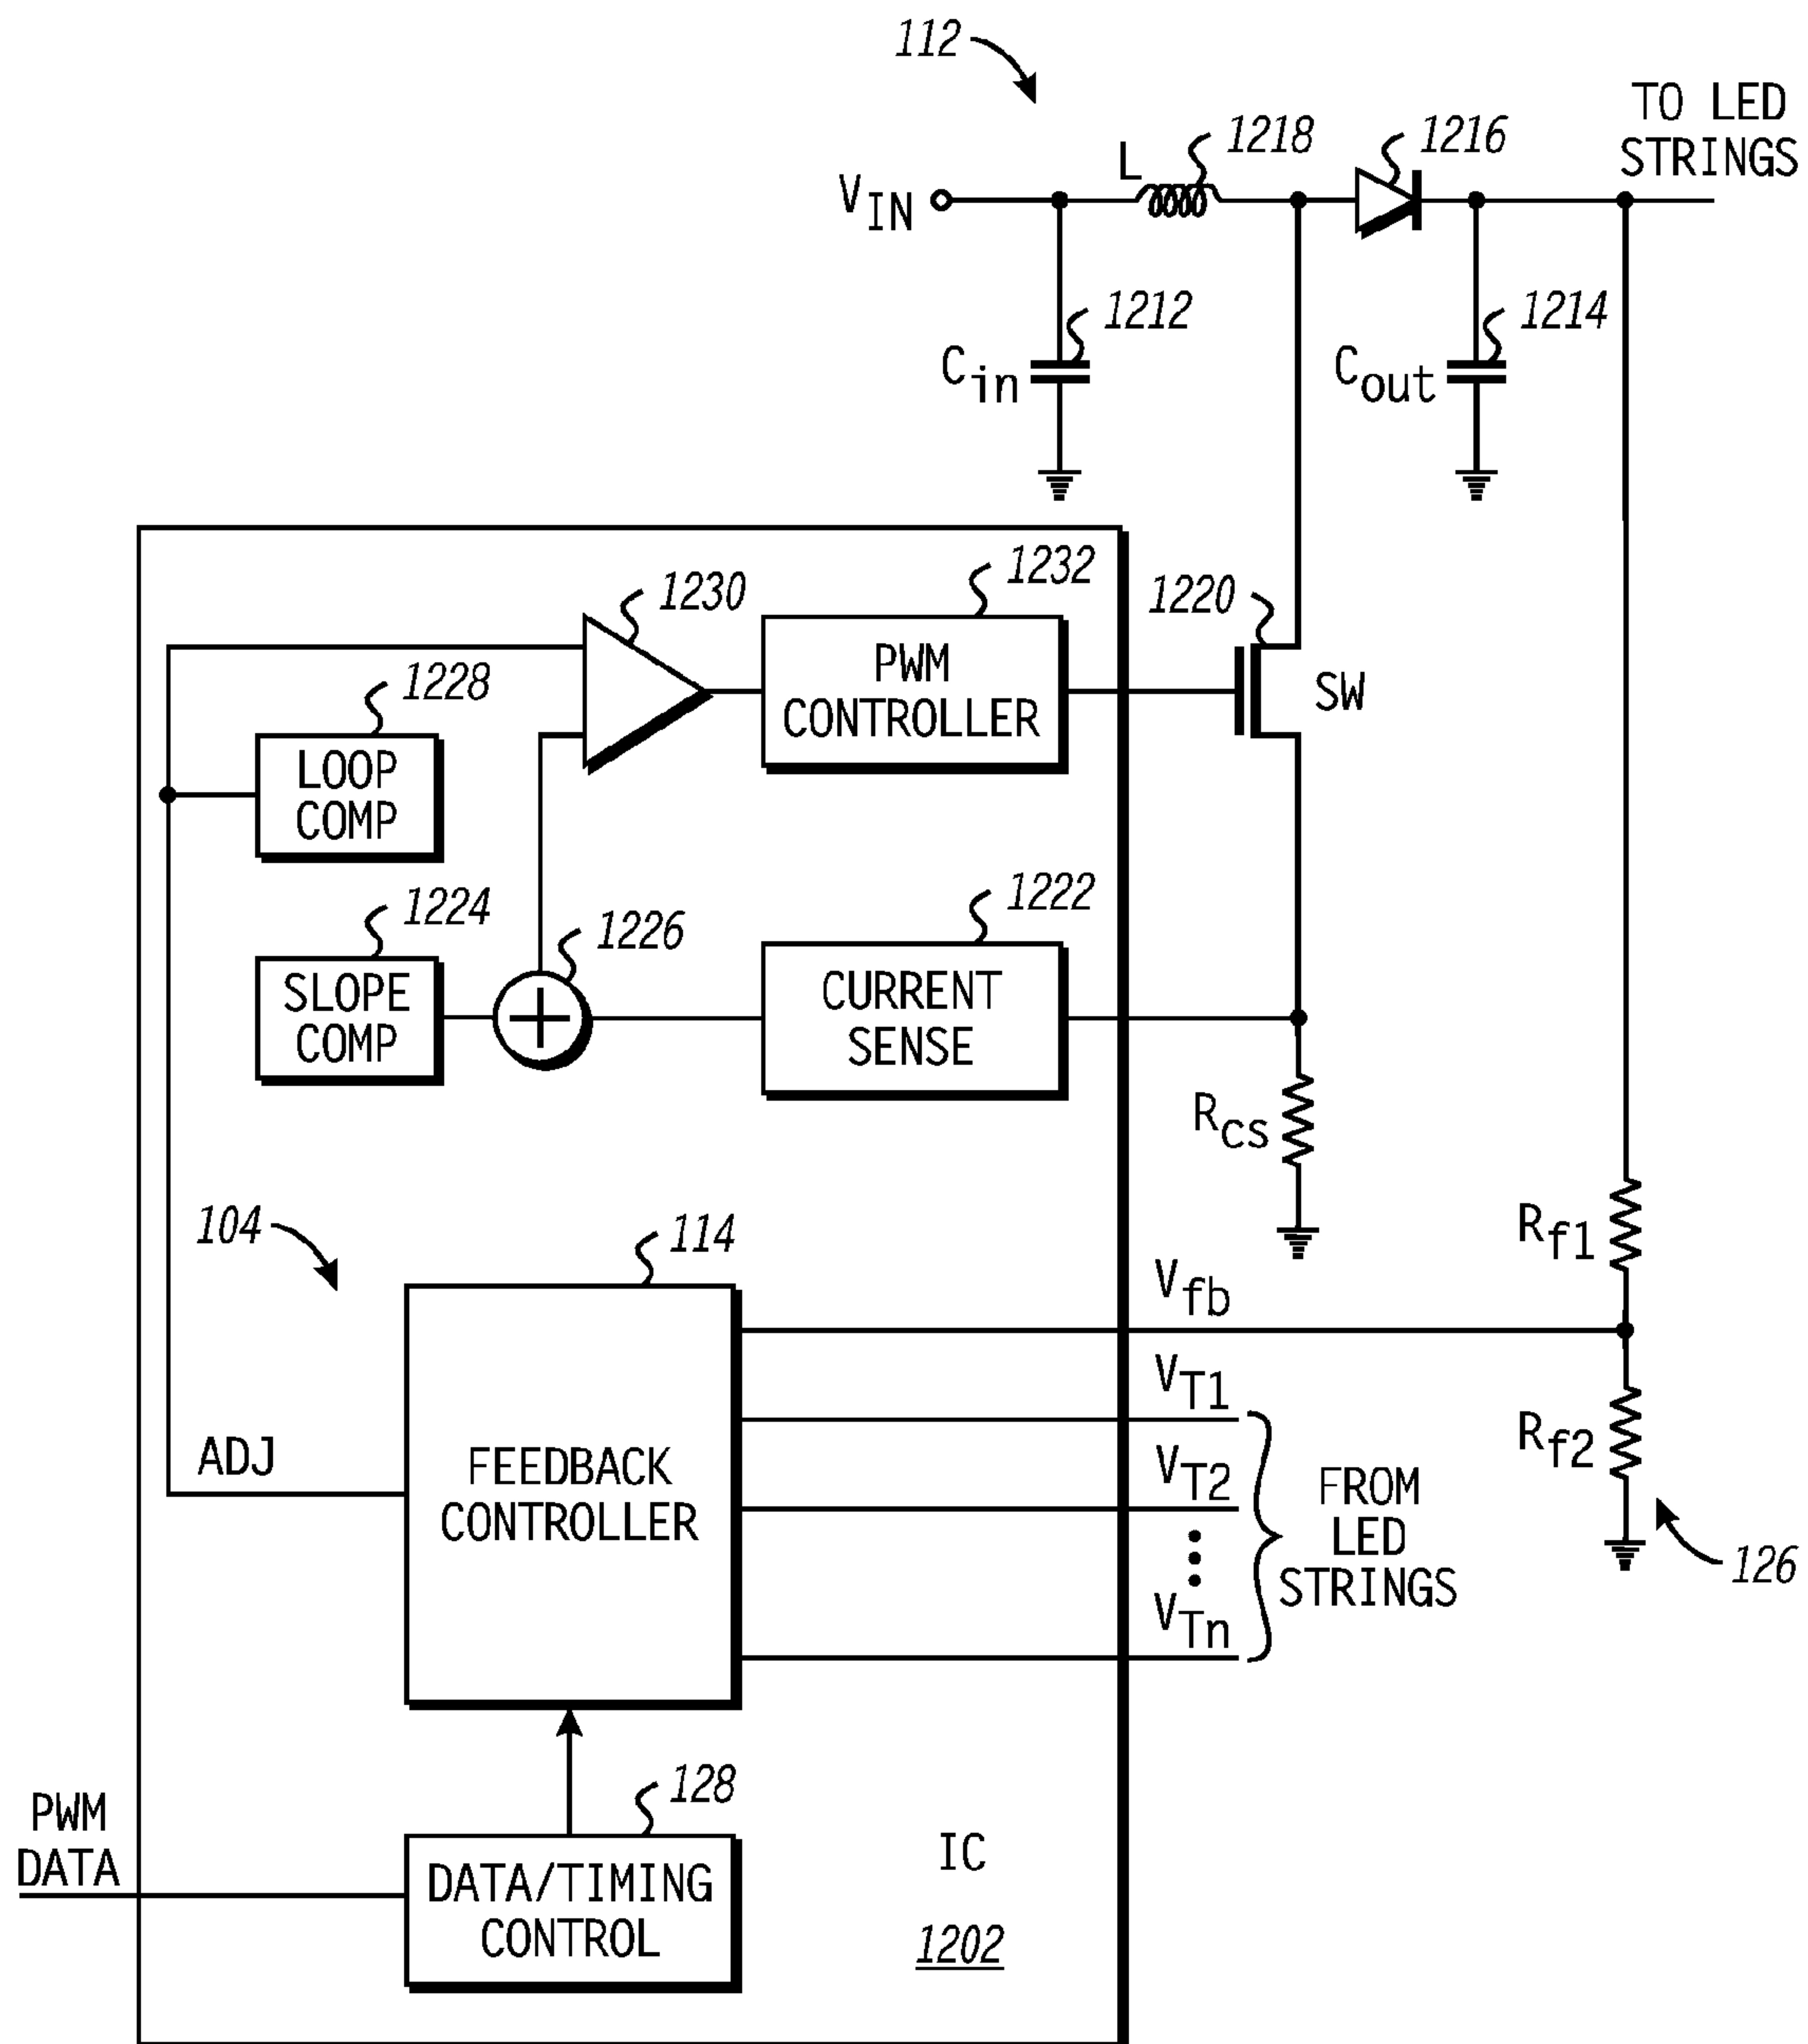 112
TO LED
STRINGS
L
1218
1216
VIN
1212
1214
Cin
Cout
1230
1232
1220
PWM
CONTROLLER
SW
1228
LOOP
COMP
1224
1226
1222
SLOPE
COMP
CURRENT
SENSE
Rcs
104
114
Rf1
Vfb
VT1
ADJ
FEEDBACK
CONTROLLER
VT2
VTn
FROM
LED
STRINGS
Rf2
126
128
PWM
DATA
DATA/TIMING
CONTROL
IC
1202